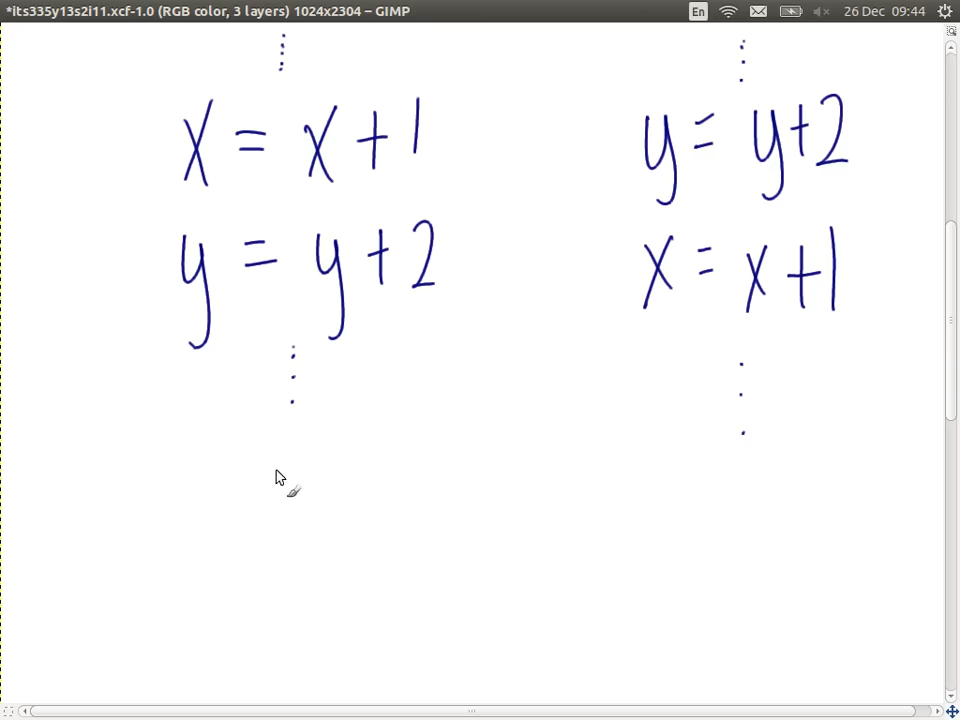 *its335y13s2i11.xcf-1.0 (RGB color, 3 layers) 1024x2304 – GIMP
En
26 Dec 09:44
x = x+1
y = y+2
y = y+2
x = x+1